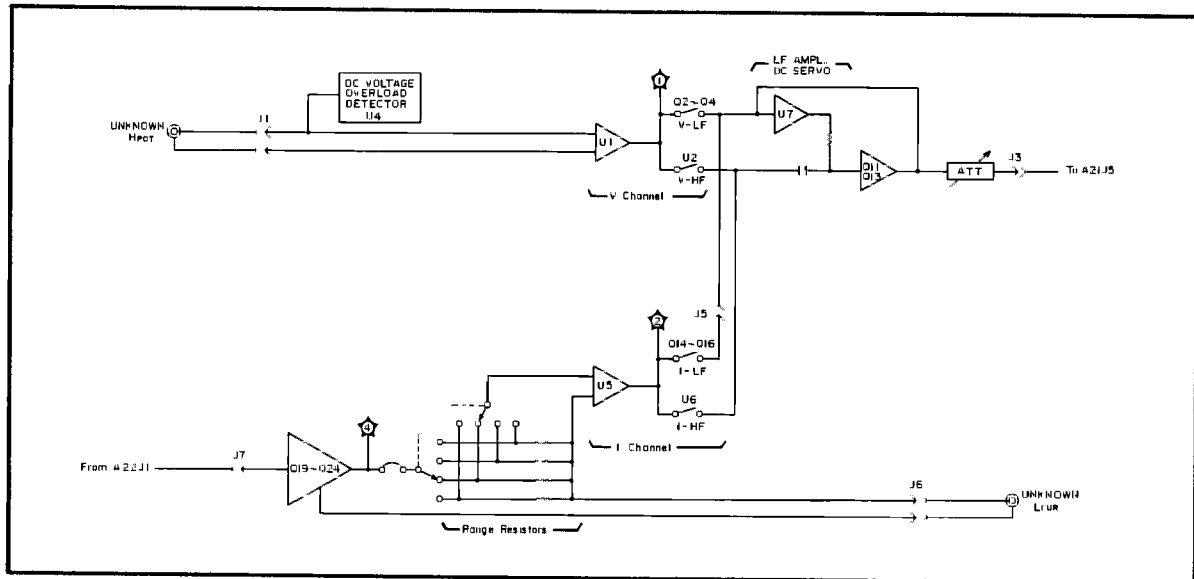 DC VOLTAGE
OVERLOAD
DETECTOR
U4
UNKNOWN
HPOT
J1
1
U1
Q2~Q4
V-LF
U2
V-HF
V Channel
LF AMPL.
DC SERVO
U7
Q11
Q13
ATT
J3
To A21J5
J5
2
Q14~Q16
I-LF
U5
U6
I-HF
I Channel
From A22J1
J7
Q19~Q24
4
Range Resistors
J6
UNKNOWN
LCUR